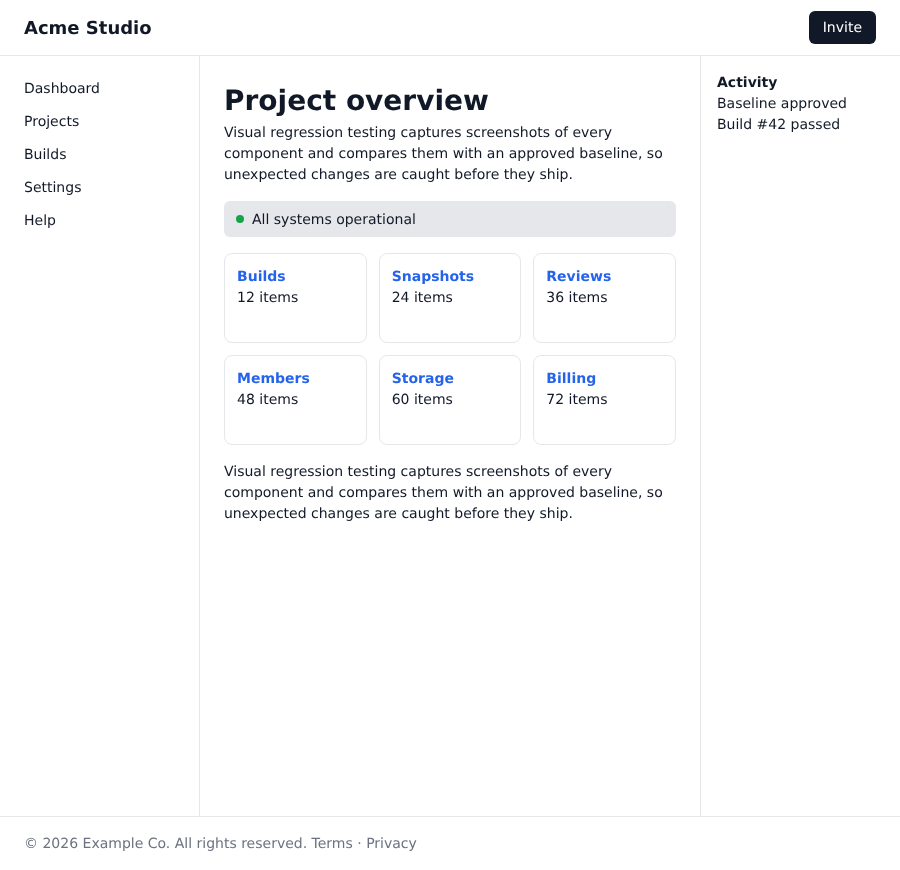 Acme Studio
Invite
Dashboard
Projects
Builds
Settings
Help
Project overview
Visual regression testing captures screenshots of every
component and compares them with an approved baseline, so
unexpected changes are caught before they ship.
All systems operational
Builds
12 items
Snapshots
24 items
Reviews
36 items
Members
48 items
Storage
60 items
Billing
72 items
Visual regression testing captures screenshots of every
component and compares them with an approved baseline, so
unexpected changes are caught before they ship.
Activity
Baseline approved
Build #42 passed
© 2026 Example Co. All rights reserved. Terms · Privacy